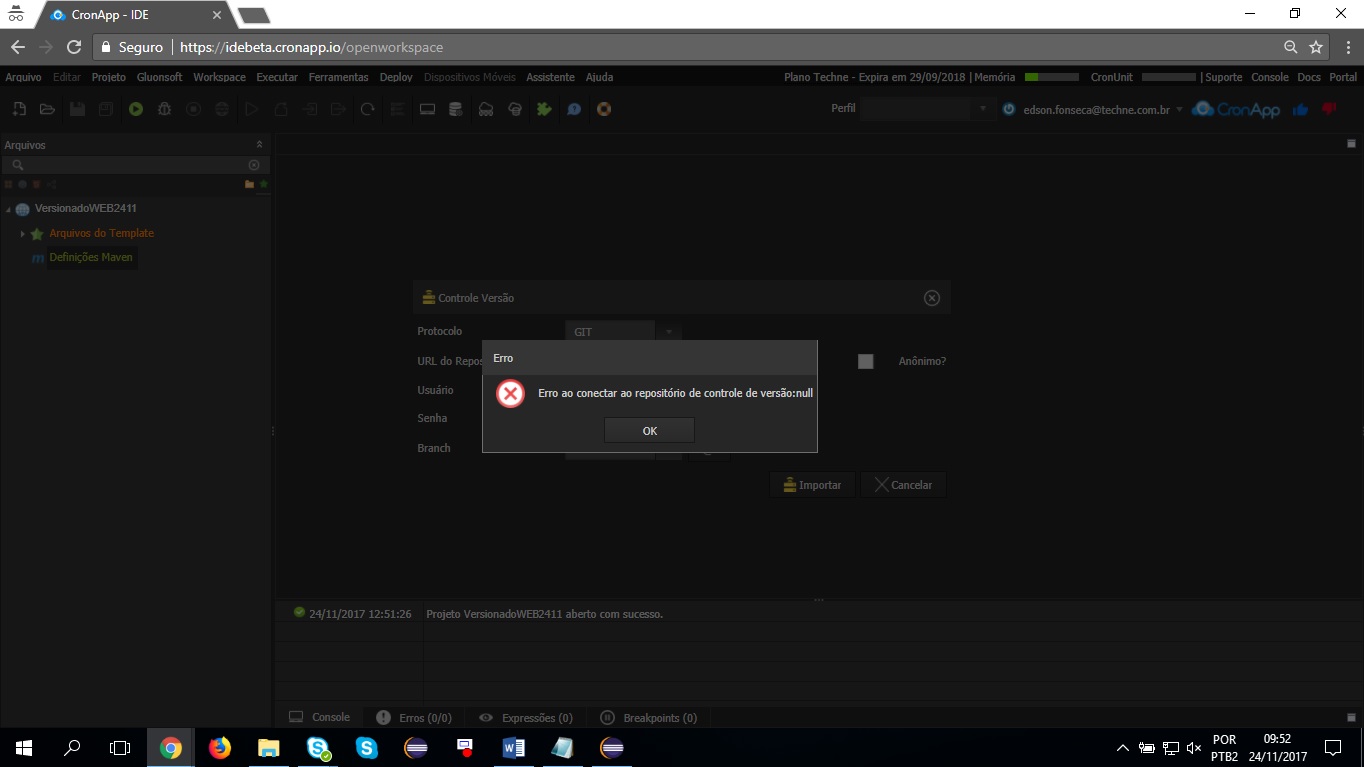 CronApp - IDE
Seguro | https://idebeta.cronapp.io/openworkspace
Arquivo Editar Projeto Gluonsoft Workspace Executar Ferramentas Deploy Dispositivos Móveis Assistente Ajuda Plano Techne - Expira em 29/09/2018 | Memória CronUnit | Suporte Console Docs Portal
Perfil edson.fonseca@techne.com.br CronApp
Arquivos
VersionadoWEB2411
Arquivos do Template
Definições Maven
Controle Versão
Protocolo GIT
URL do Repos Anônimo?
Usuário
Senha
Branch
Erro
Erro ao conectar ao repositório de controle de versão:null
OK
Importar Cancelar
24/11/2017 12:51:26 Projeto VersionadoWEB2411 aberto com sucesso.
Console Erros (0/0) Expressões (0) Breakpoints (0)
POR 09:52
PTB2 24/11/2017